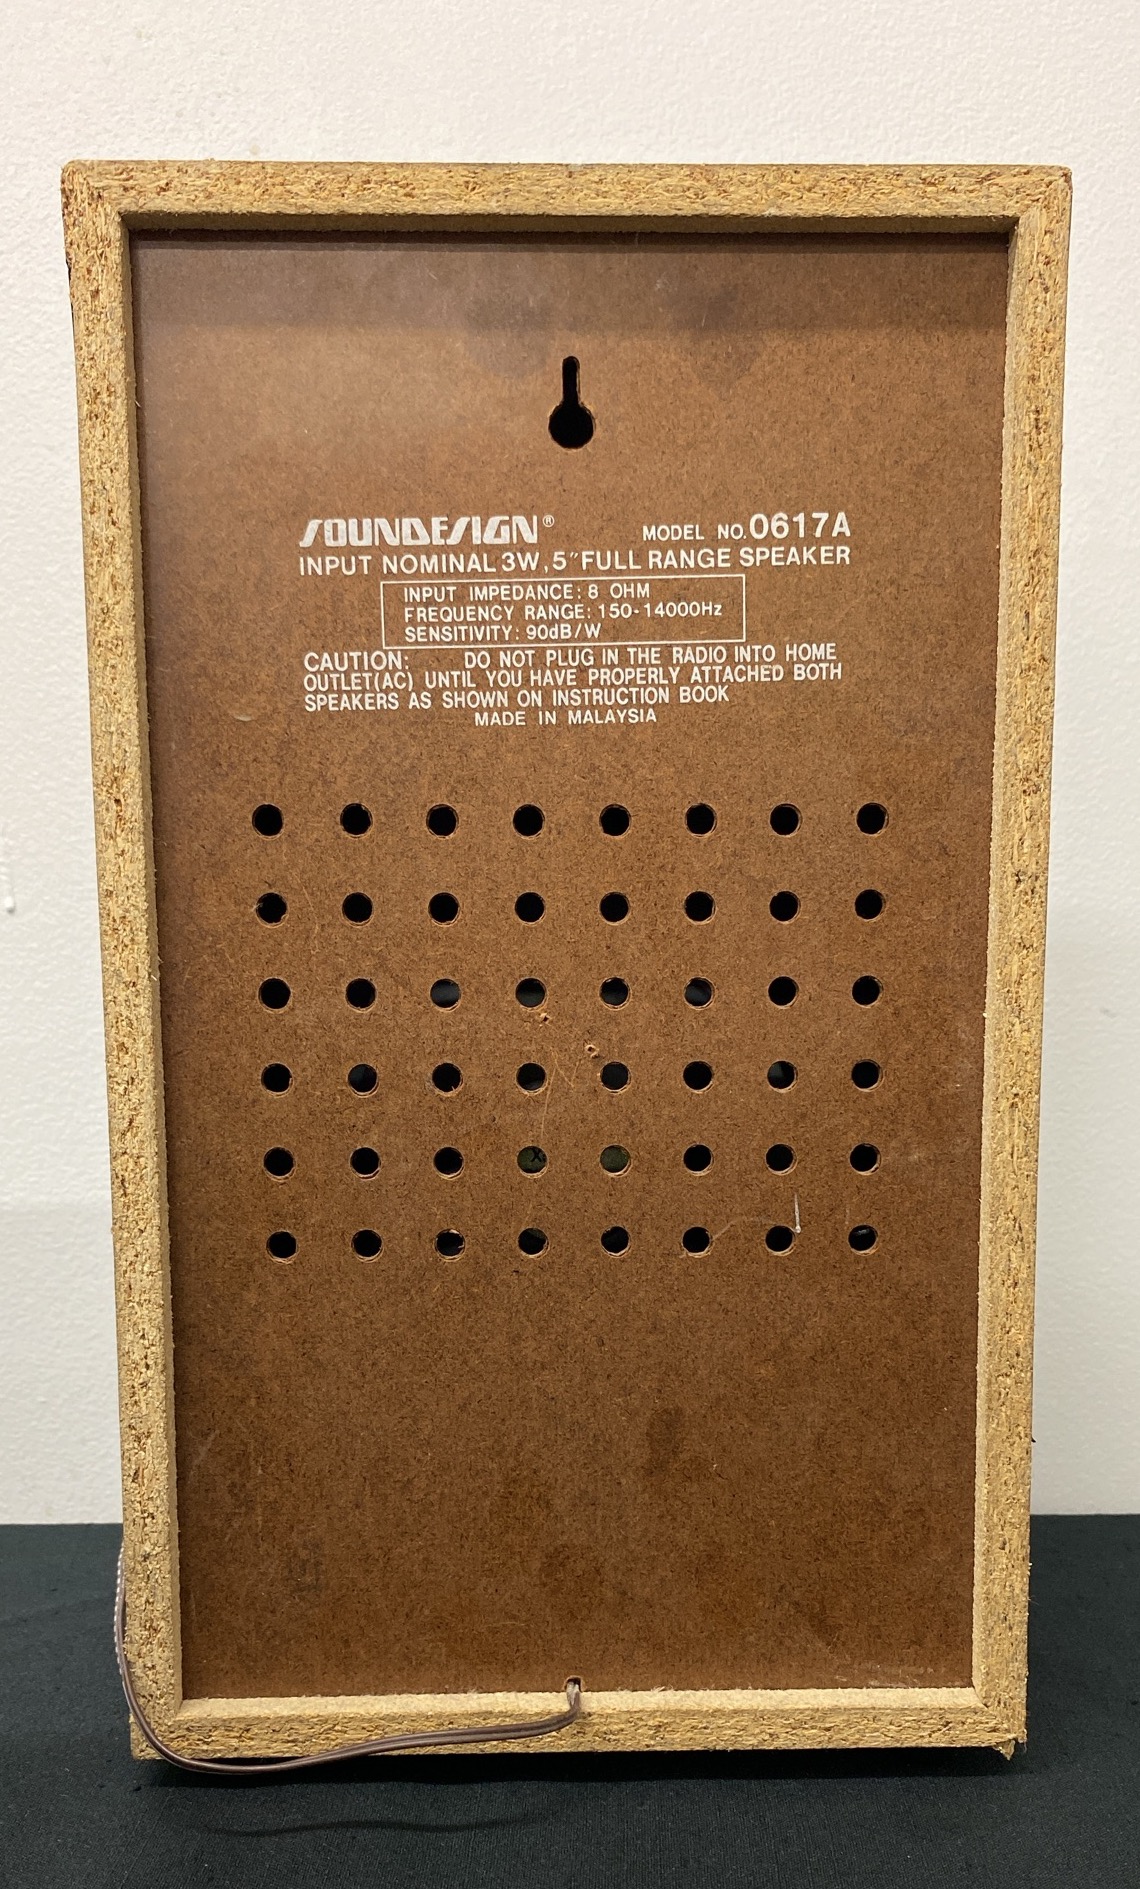 SOUNDESIGN® MODEL NO. 0617A
INPUT NOMINAL 3W, 5″ FULL RANGE SPEAKER
INPUT IMPEDANCE: 8 OHM
FREQUENCY RANGE: 150-14000Hz
SENSITIVITY: 90dB/W
CAUTION: DO NOT PLUG IN THE RADIO INTO HOME
OUTLET(AC) UNTIL YOU HAVE PROPERLY ATTACHED BOTH
SPEAKERS AS SHOWN ON INSTRUCTION BOOK
MADE IN MALAYSIA
X